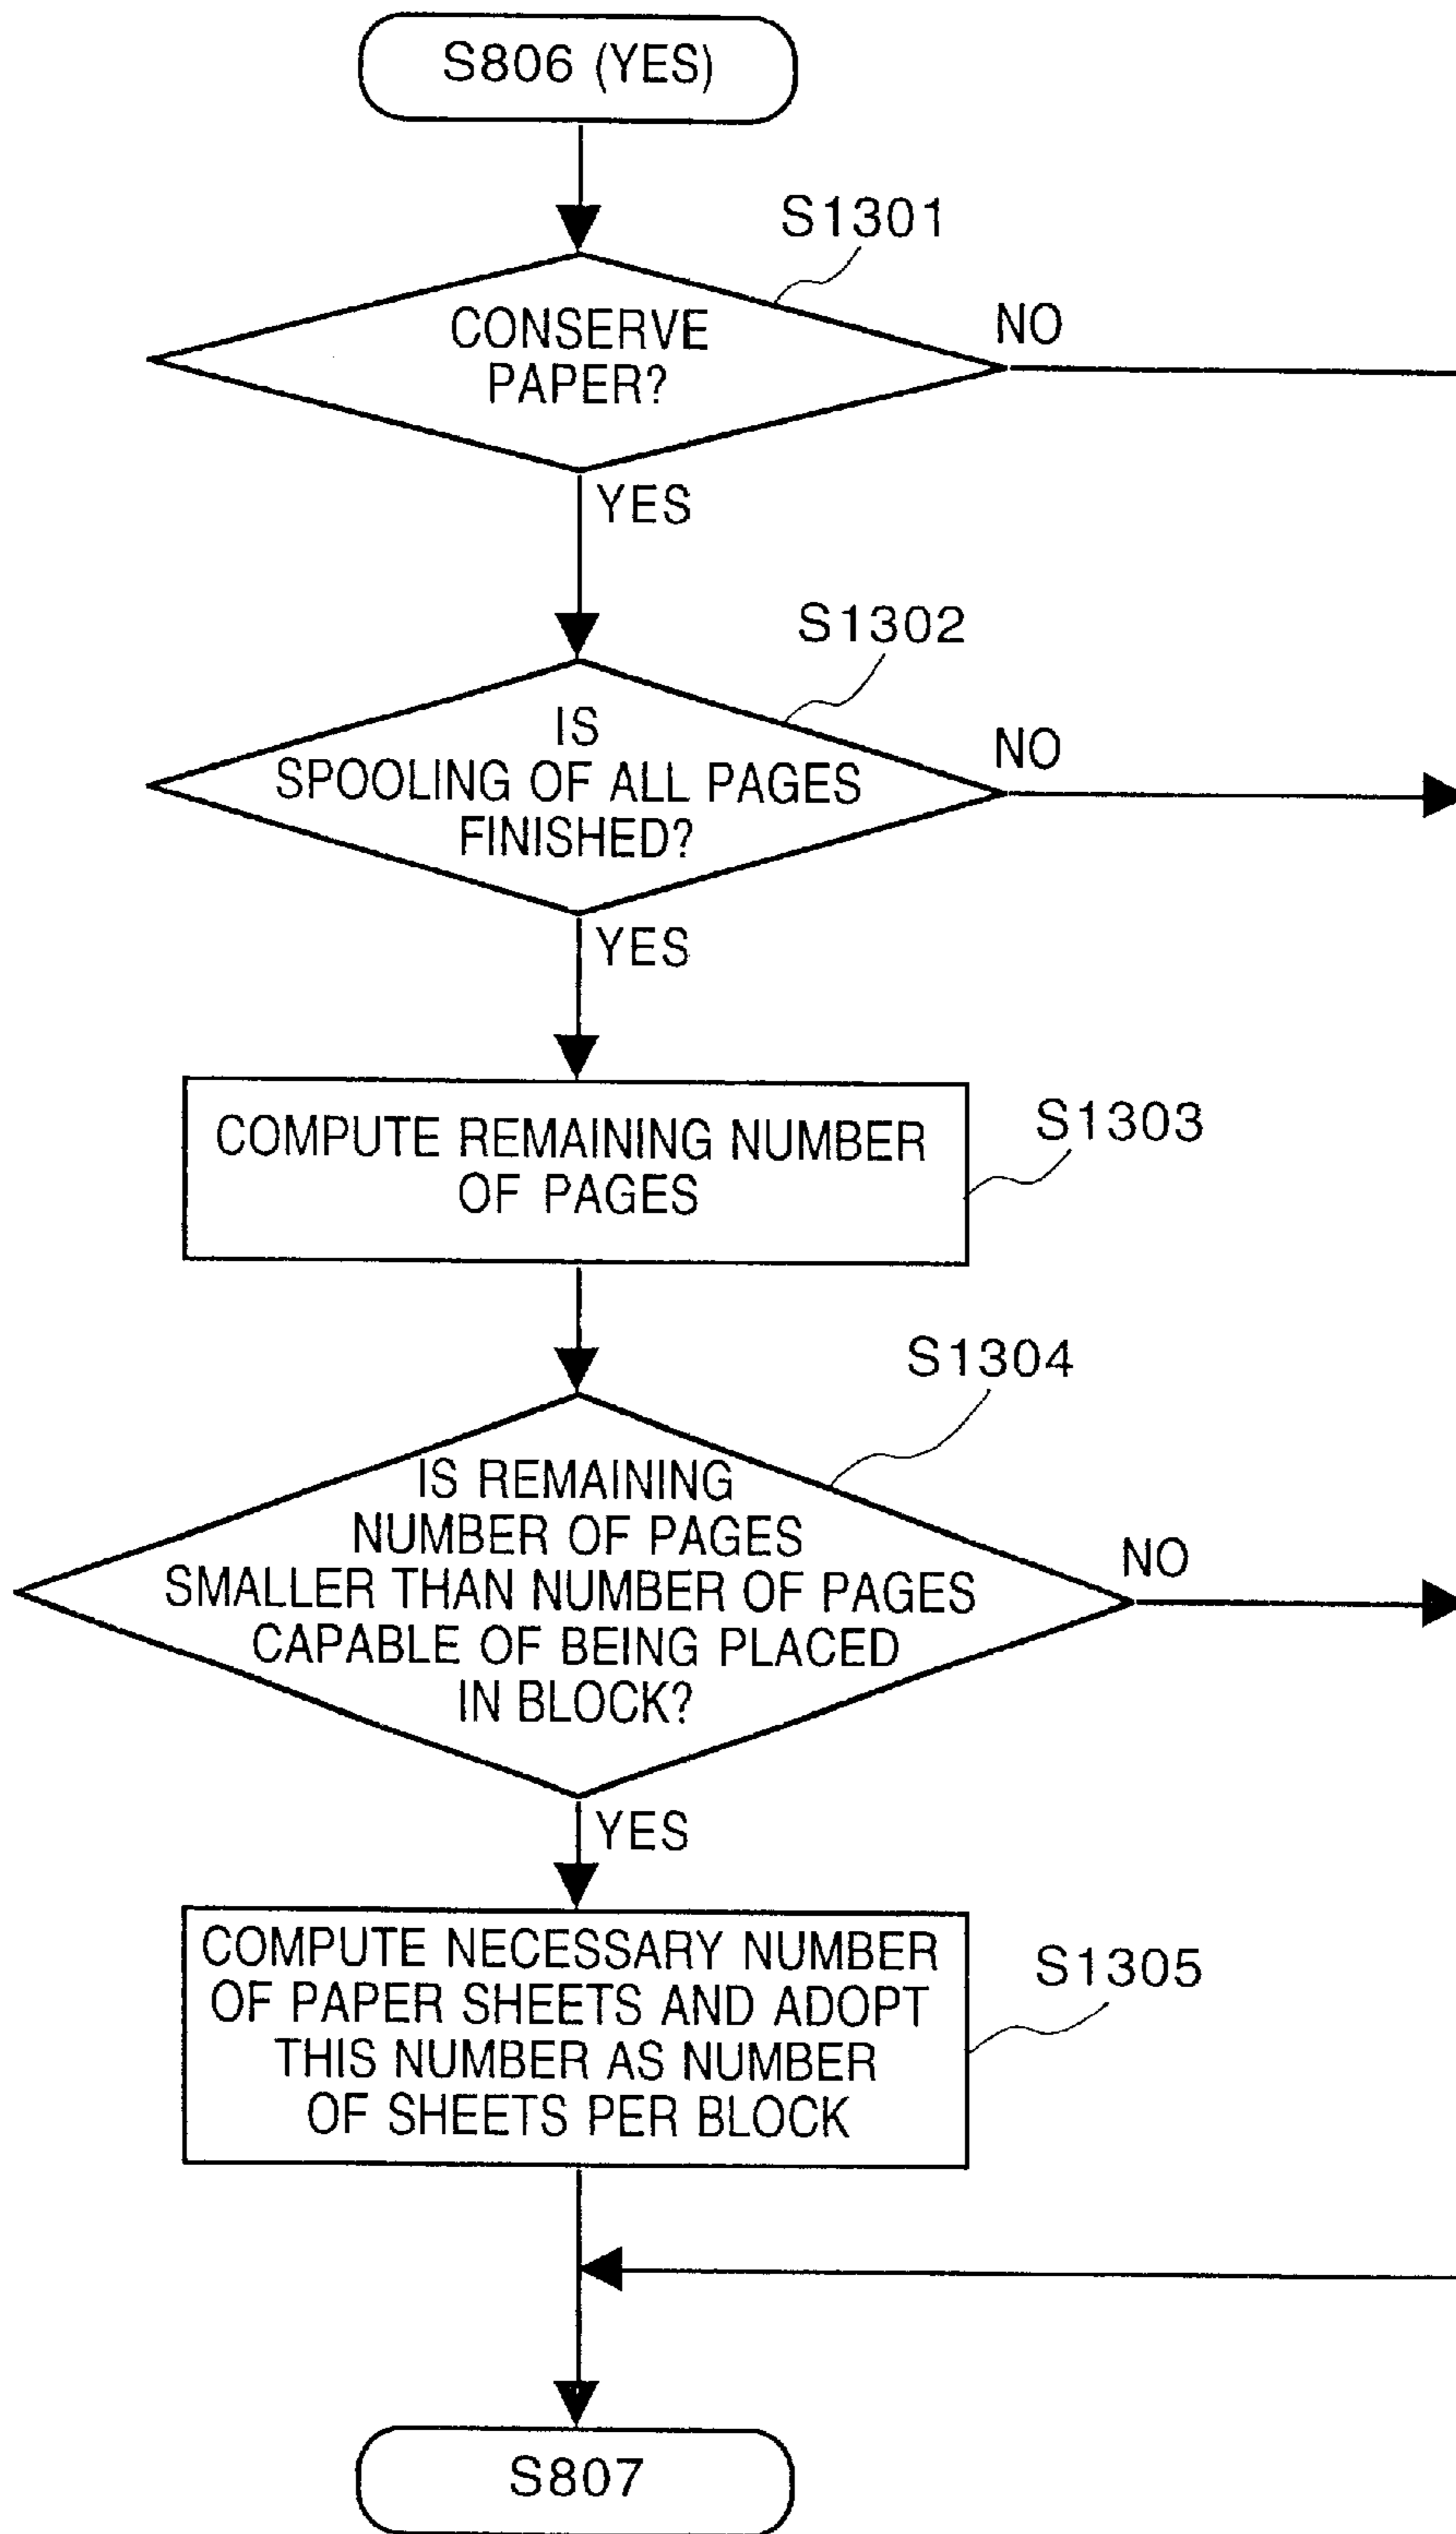 S806 (YES)
S1301
CONSERVE
PAPER?
NO
YES
S1302
IS
SPOOLING OF ALL PAGES
FINISHED?
NO
YES
COMPUTE REMAINING NUMBER
OF PAGES
S1303
S1304
IS REMAINING
NUMBER OF PAGES
SMALLER THAN NUMBER OF PAGES
CAPABLE OF BEING PLACED
IN BLOCK?
NO
YES
COMPUTE NECESSARY NUMBER
OF PAPER SHEETS AND ADOPT
THIS NUMBER AS NUMBER
OF SHEETS PER BLOCK
S1305
S807